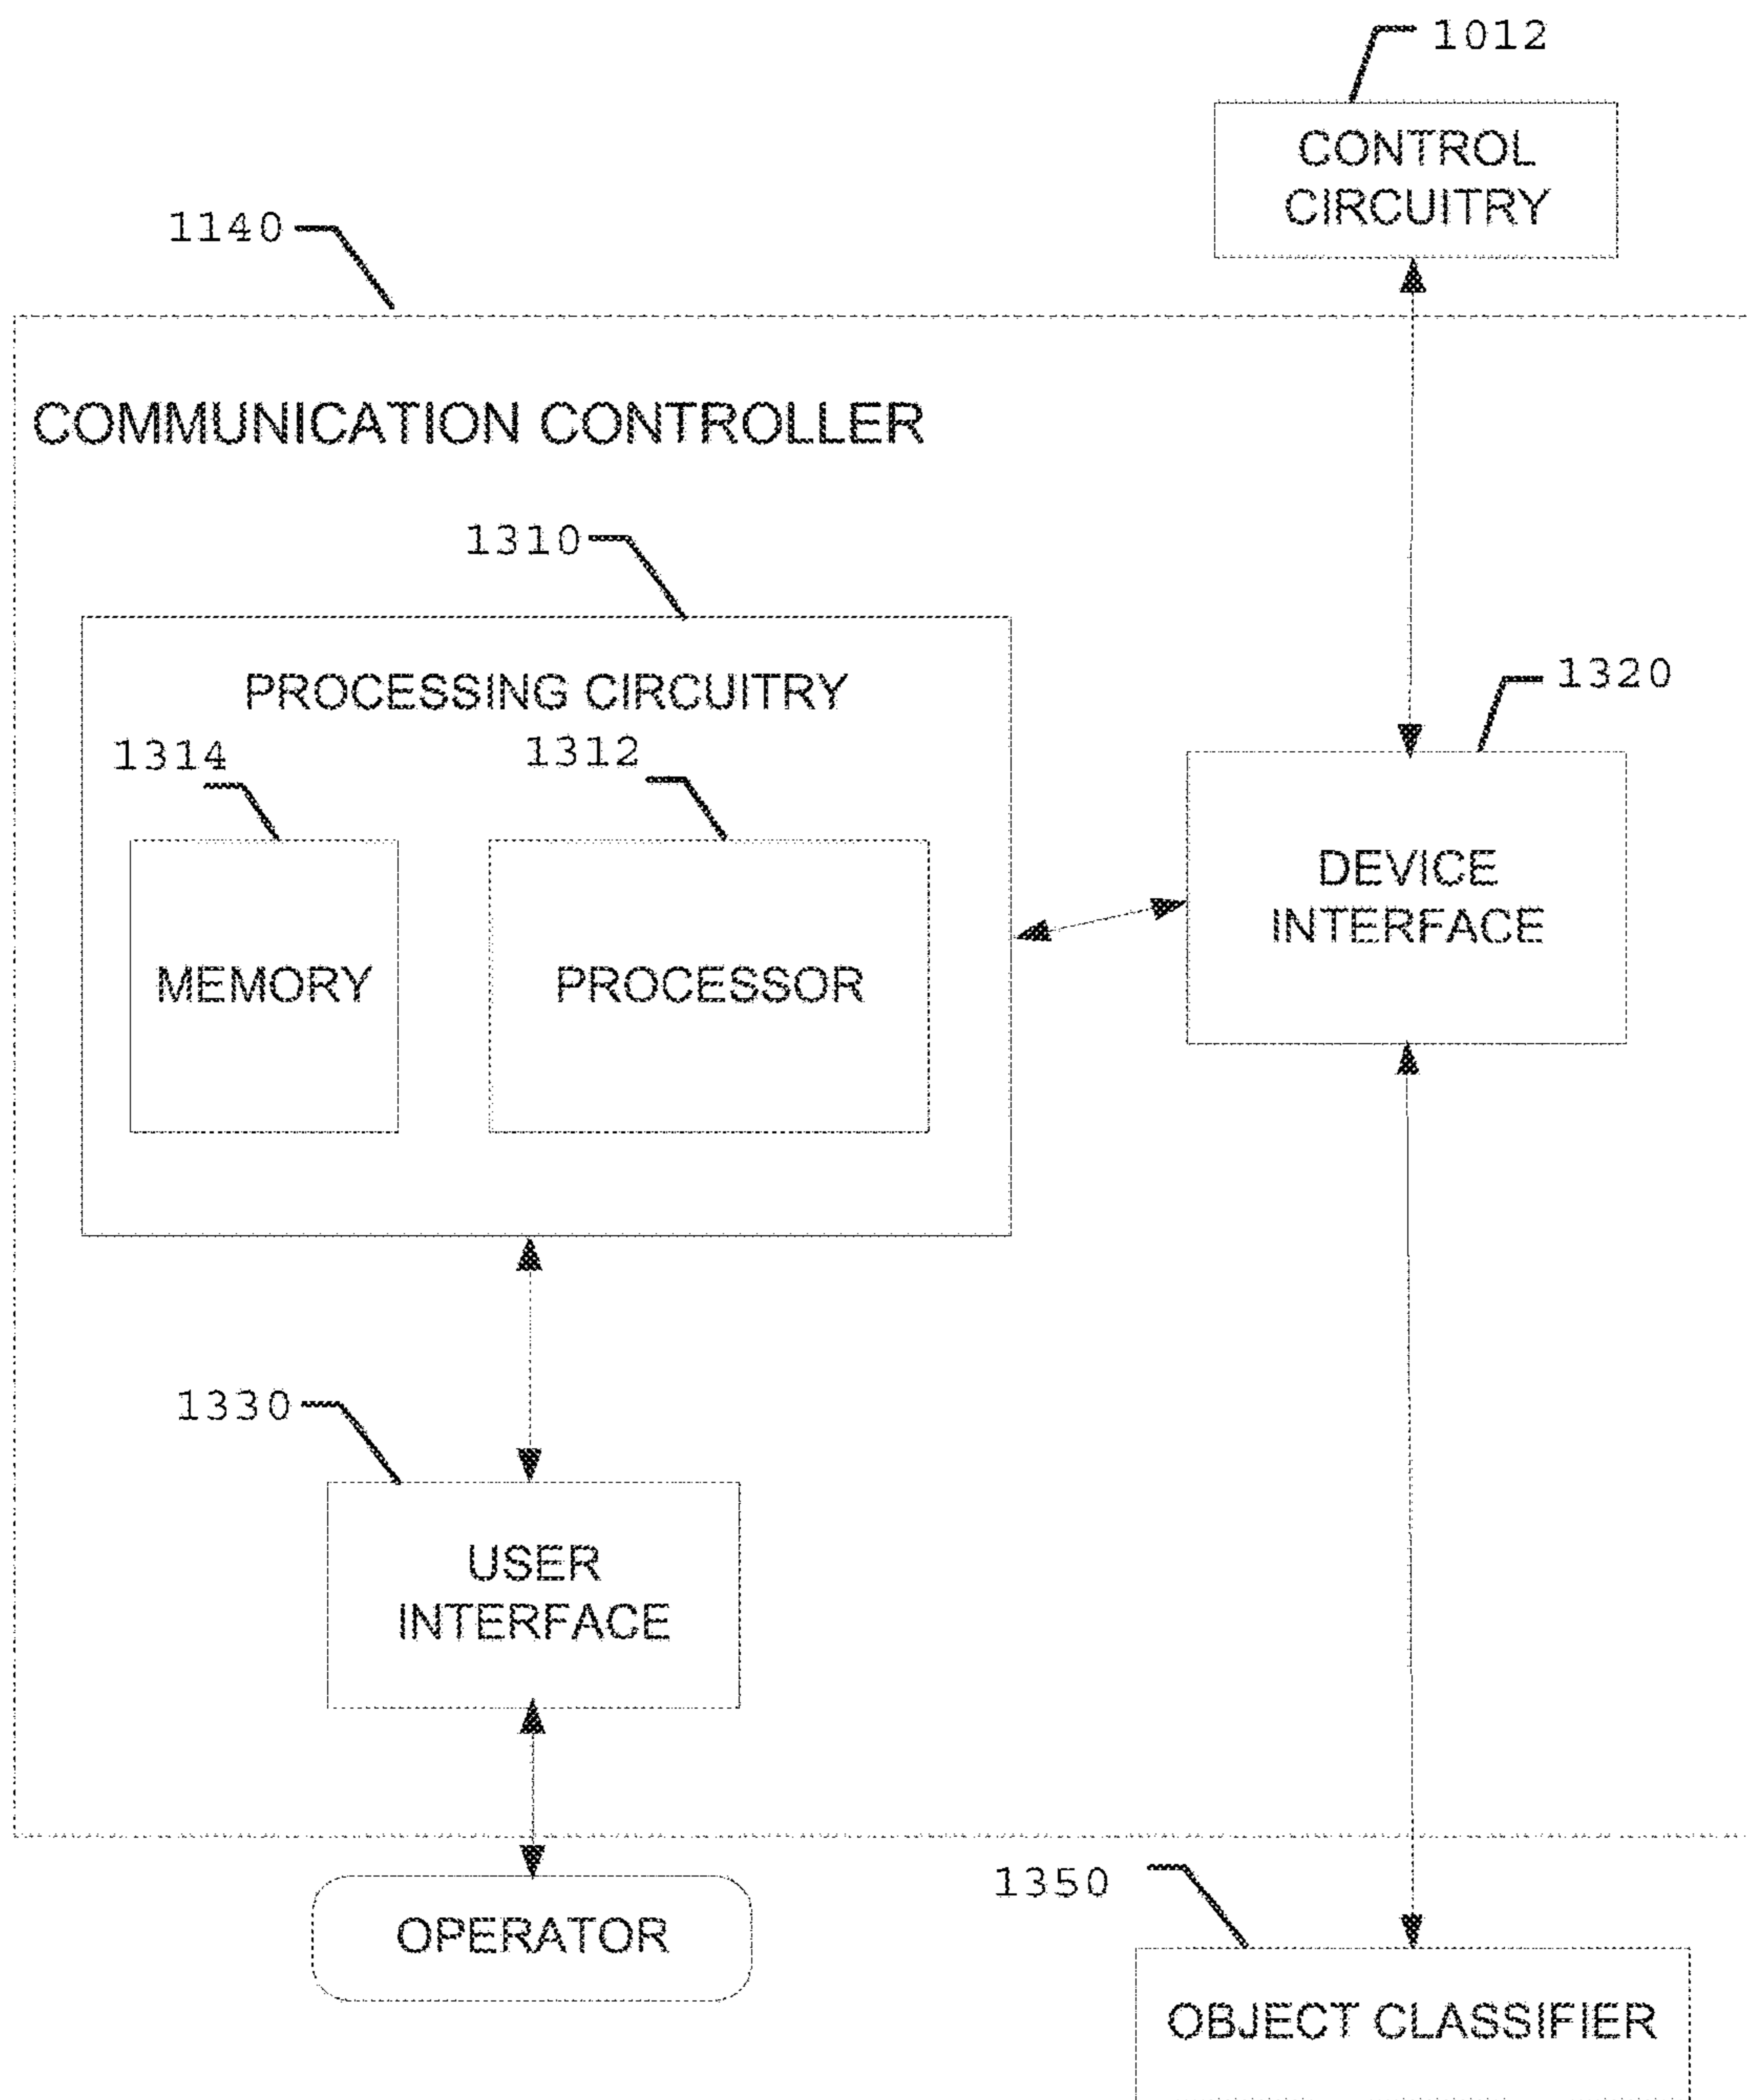 1012
CONTROL
CIRCUITRY
1140
COMMUNICATION CONTROLLER
1310
PROCESSING CIRCUITRY
1320
1314
1312
DEVICE
INTERFACE
MEMORY
PROCESSOR
1330
USER
INTERFACE
1350
OPERATOR
OBJECT CLASSIFIER